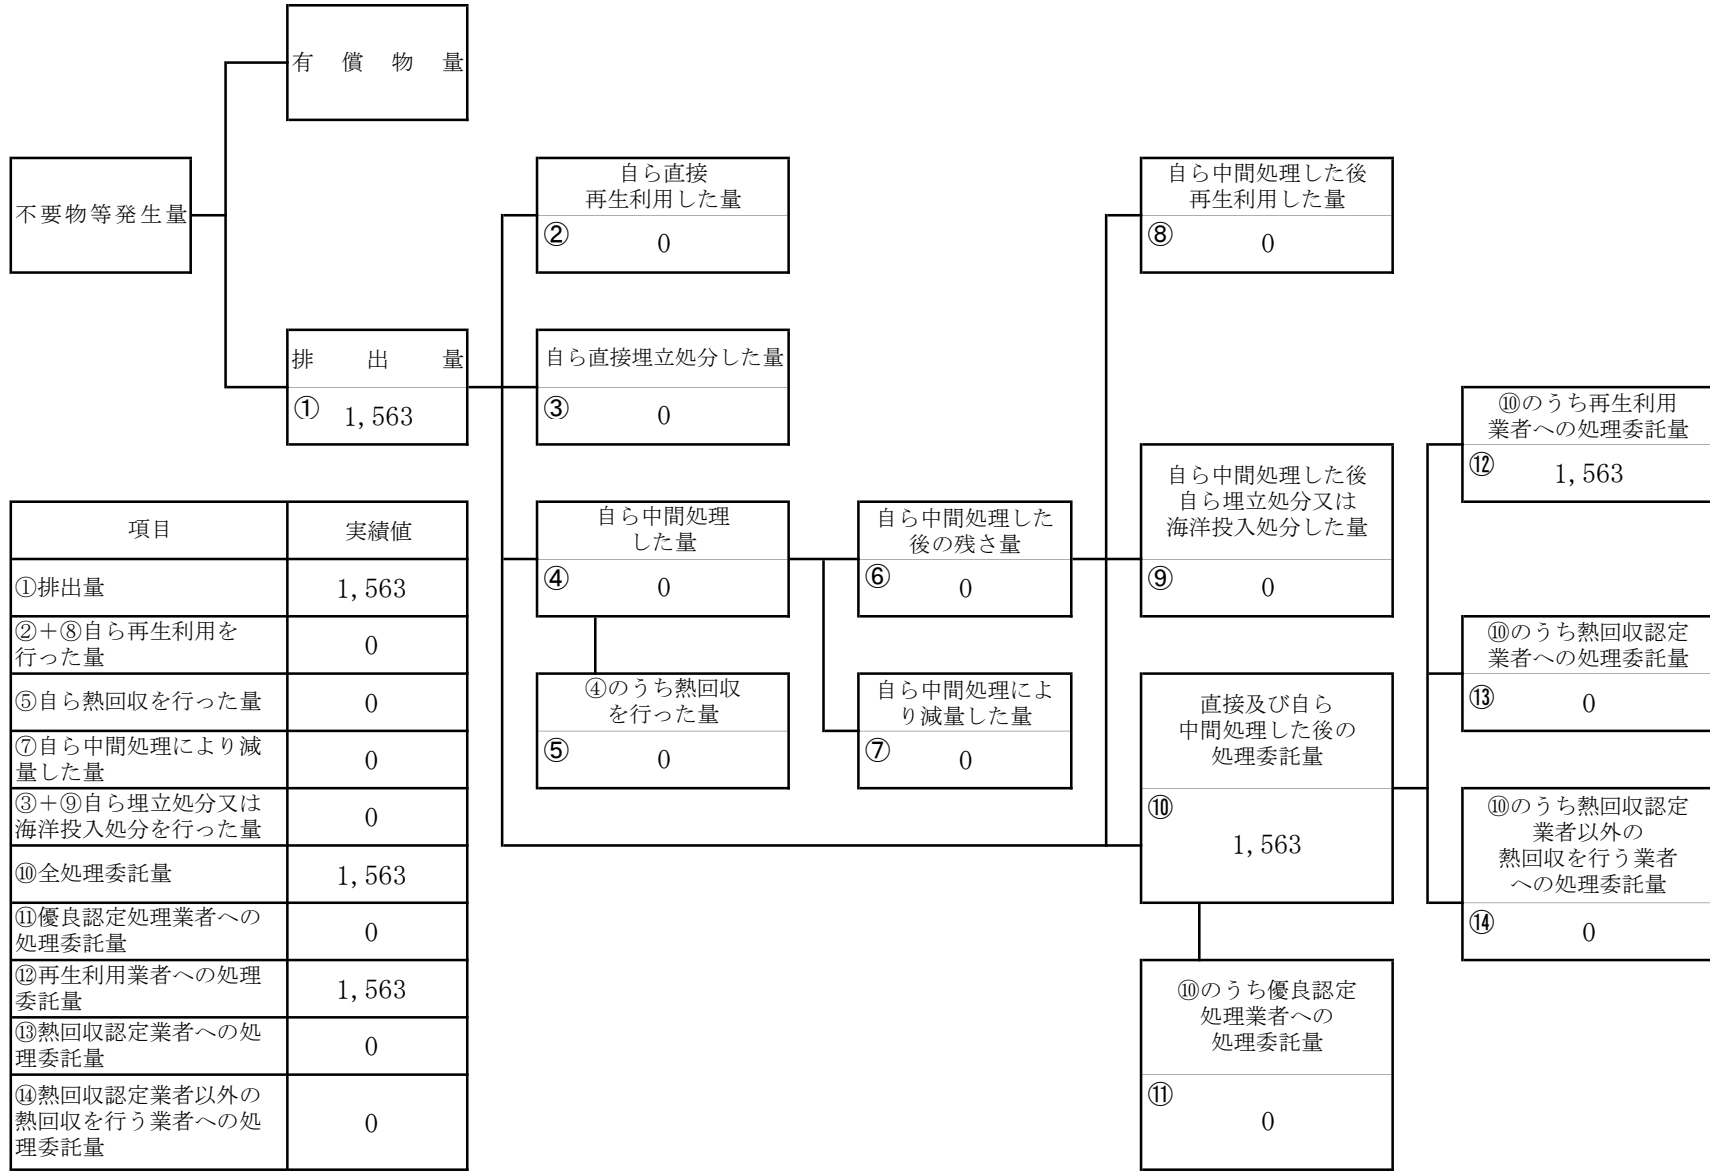 有償物量
不要物等発生量
自ら直接
再生利用した量
② 0
自ら中間処理した後
再生利用した量
⑧ 0
排出量
① 1,563
自ら直接埋立処分した量
③ 0
⑩のうち再生利用
業者への処理委託量
⑫ 1,563
自ら中間処理した後
自ら埋立処分又は
海洋投入処分した量
⑨ 0
自ら中間処理
した量
④ 0
自ら中間処理した
後の残さ量
⑥ 0
⑩のうち熱回収認定
業者への処理委託量
⑬ 0
④のうち熱回収
を行った量
⑤ 0
自ら中間処理によ
り減量した量
⑦ 0
直接及び自ら
中間処理した後の
処理委託量
⑩
1,563
⑩のうち熱回収認定
業者以外の
熱回収を行う業者
への処理委託量
⑭ 0
⑩のうち優良認定
処理業者への
処理委託量
⑪
0
項目 実績値
①排出量 1,563
②＋⑧自ら再生利用を
行った量 0
⑤自ら熱回収を行った量 0
⑦自ら中間処理により減
量した量 0
③＋⑨自ら埋立処分又は
海洋投入処分を行った量 0
⑩全処理委託量 1,563
⑪優良認定処理業者への
処理委託量 0
⑫再生利用業者への処理
委託量 1,563
⑬熱回収認定業者への処
理委託量 0
⑭熱回収認定業者以外の
熱回収を行う業者への処
理委託量 0